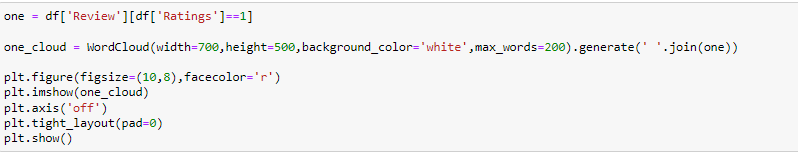 one = df['Review'][df['Ratings']==1]
one_cloud = WordCloud(width=700,height=500,background_color='white',max_words=200).generate(' '.join(one))
plt.figure(figsize=(10,8),facecolor='r')
plt.imshow(one_cloud)
plt.axis('off')
plt.tight_layout(pad=0)
plt.show()